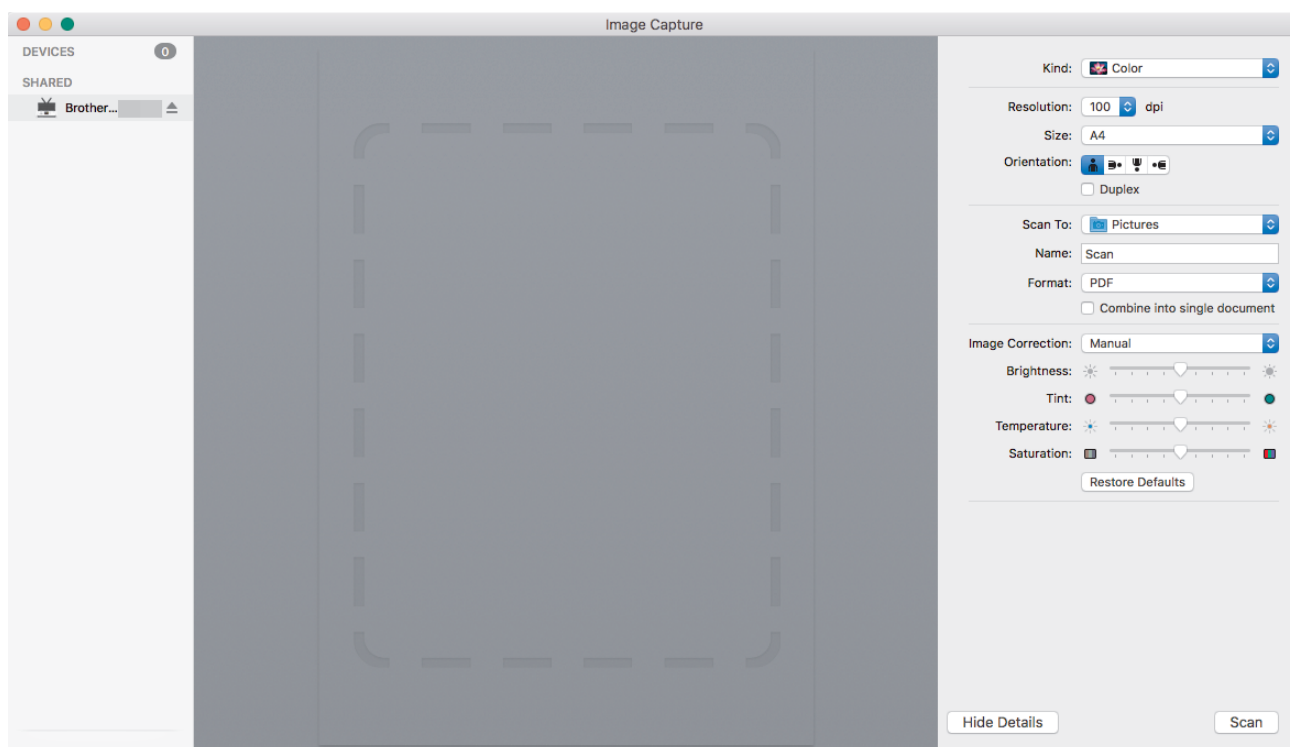 Image Capture
DEVICES 0
SHARED
Brother...
Kind: Color
Resolution: 100 dpi
Size: A4
Orientation:
Duplex
Scan To: Pictures
Name: Scan
Format: PDF
Combine into single document
Image Correction: Manual
Brightness:
Tint:
Temperature:
Saturation:
Restore Defaults
Hide Details Scan